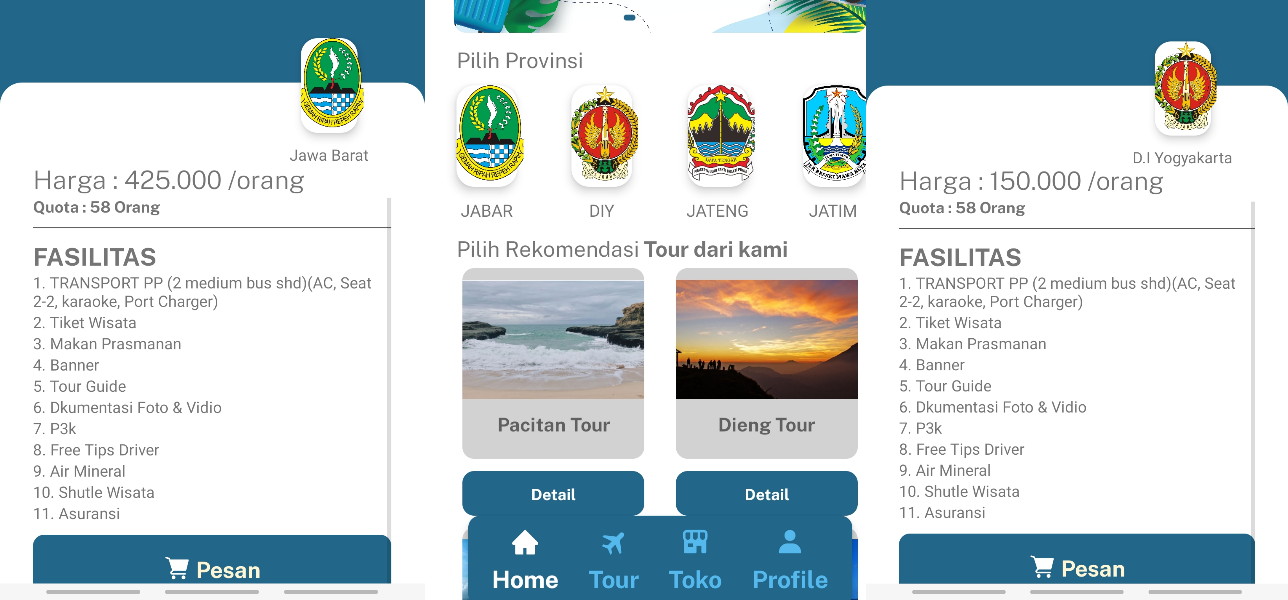 Jawa Barat
Harga : 425.000 /orang
Quota : 58 Orang
FASILITAS
1. TRANSPORT PP (2 medium bus shd)(AC, Seat
2-2, karaoke, Port Charger)
2. Tiket Wisata
3. Makan Prasmanan
4. Banner
5. Tour Guide
6. Dkumentasi Foto & Vidio
7. P3k
8. Free Tips Driver
9. Air Mineral
10. Shutle Wisata
11. Asuransi
Pesan
Pilih Provinsi
JABAR
DIY
JATENG
JATIM
Pilih Rekomendasi Tour dari kami
Pacitan Tour
Dieng Tour
Detail
Detail
Home
Tour
Toko
Profile
D.I Yogyakarta
Harga : 150.000 /orang
Quota : 58 Orang
FASILITAS
1. TRANSPORT PP (2 medium bus shd)(AC, Seat
2-2, karaoke, Port Charger)
2. Tiket Wisata
3. Makan Prasmanan
4. Banner
5. Tour Guide
6. Dkumentasi Foto & Vidio
7. P3k
8. Free Tips Driver
9. Air Mineral
10. Shutle Wisata
11. Asuransi
Pesan